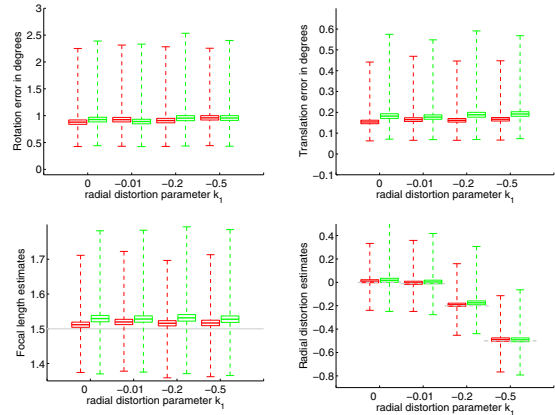 3
2.5
2
1.5
1
0.5
0
Rotation error in degrees
0 −0.01 −0.2 −0.5
radial distortion parameter k1
0.6
0.5
0.4
0.3
0.2
0.1
0
−0.1
Translation error in degrees
0 −0.01 −0.2 −0.5
radial distortion parameter k1
1.7
1.6
1.5
1.4
Focal length estimates
0 −0.01 −0.2 −0.5
radial distortion parameter k1
0.4
0.2
0
−0.2
−0.4
−0.6
−0.8
Radial distortion estimates
0 −0.01 −0.2 −0.5
radial distortion parameter k1